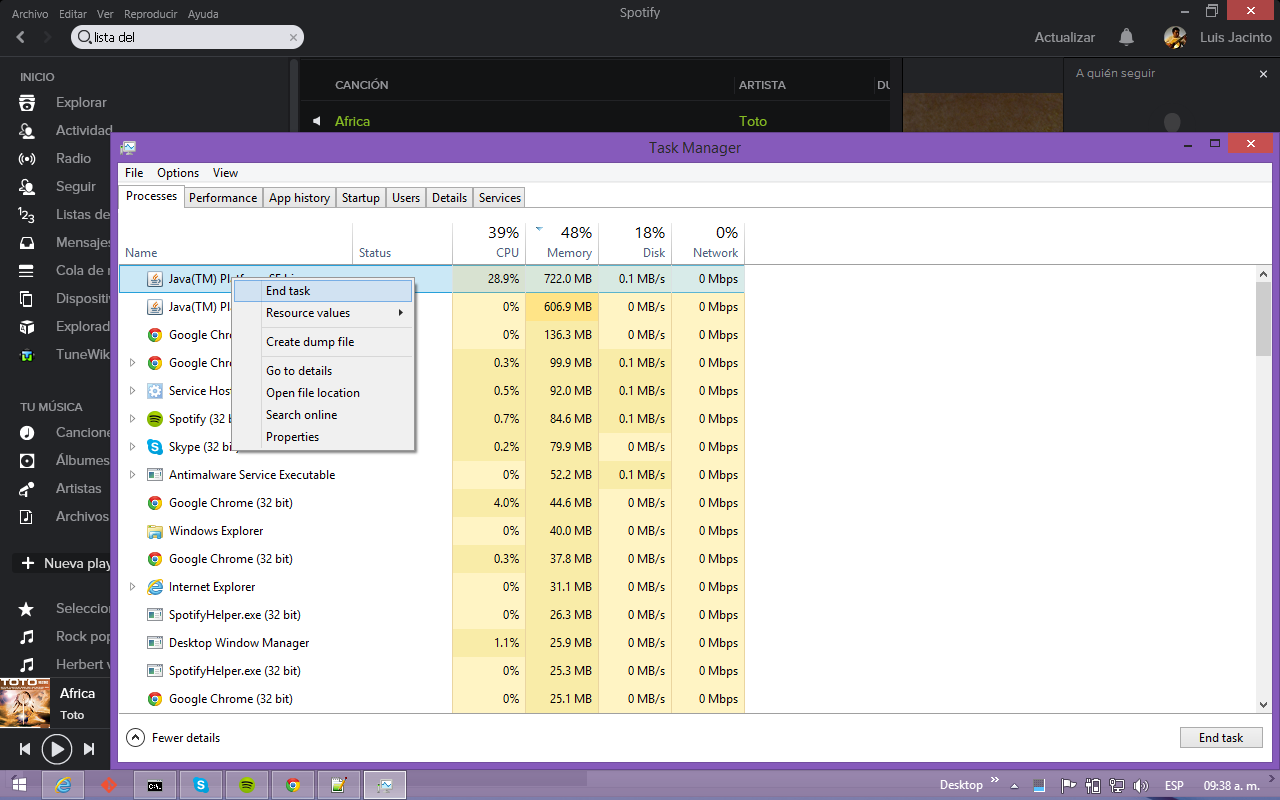 Archivo Editar Ver Reproducir Ayuda
Spotify
lista del
Actualizar
Luis Jacinto
INICIO
Explorar
Actividad
Radio
Seguir
Listas de
Mensajes
Cola de
Dispositiv
Explorad
TuneWik
TU MÚSICA
Cancione
Álbumes
Artistas
Archivos
Nueva play
Seleccion
Rock pop
Herbert v
TOTO
Africa
Toto
CANCIÓN ARTISTA DU
Africa Toto
A quién seguir
Task Manager
File Options View
Processes Performance App history Startup Users Details Services
39% 48% 18% 0%
Name Status CPU Memory Disk Network
Java(TM) Platform SE bi 28.9% 722.0 MB 0.1 MB/s 0 Mbps
Java(TM) Pl 0% 606.9 MB 0 MB/s 0 Mbps
Google Chr 0% 136.3 MB 0 MB/s 0 Mbps
Google Chr 0.3% 99.9 MB 0.1 MB/s 0 Mbps
Service Host 0.5% 92.0 MB 0.1 MB/s 0 Mbps
Spotify (32 b 0.7% 84.6 MB 0.1 MB/s 0 Mbps
Skype (32 bi 0.2% 79.9 MB 0 MB/s 0 Mbps
Antimalware Service Executable 0% 52.2 MB 0.1 MB/s 0 Mbps
Google Chrome (32 bit) 4.0% 44.6 MB 0 MB/s 0 Mbps
Windows Explorer 0% 40.0 MB 0 MB/s 0 Mbps
Google Chrome (32 bit) 0.3% 37.8 MB 0 MB/s 0 Mbps
Internet Explorer 0% 31.1 MB 0 MB/s 0 Mbps
SpotifyHelper.exe (32 bit) 0% 26.3 MB 0 MB/s 0 Mbps
Desktop Window Manager 1.1% 25.9 MB 0 MB/s 0 Mbps
SpotifyHelper.exe (32 bit) 0% 25.3 MB 0 MB/s 0 Mbps
Google Chrome (32 bit) 0% 25.1 MB 0 MB/s 0 Mbps
End task
Resource values
Create dump file
Go to details
Open file location
Search online
Properties
Fewer details
End task
Desktop
ESP
09:38 a. m.